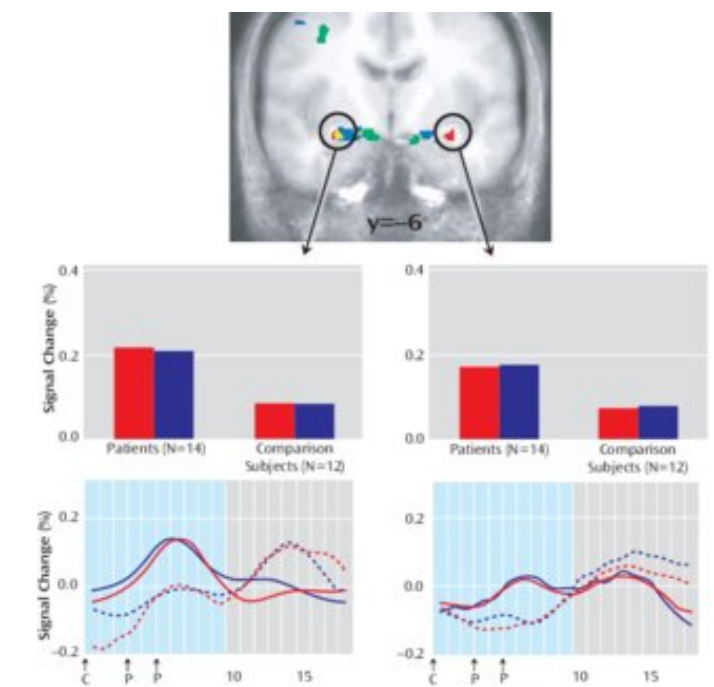 y=–6
Signal Change (%)
0.4
0.2
0.0
Patients (N=14)
Comparison
Subjects (N=12)
0.4
0.2
0.0
Patients (N=14)
Comparison
Subjects (N=12)
Signal Change (%)
0.2
0.0
–0.2
C P P 10 15
0.2
0.0
–0.2
C P P 10 15